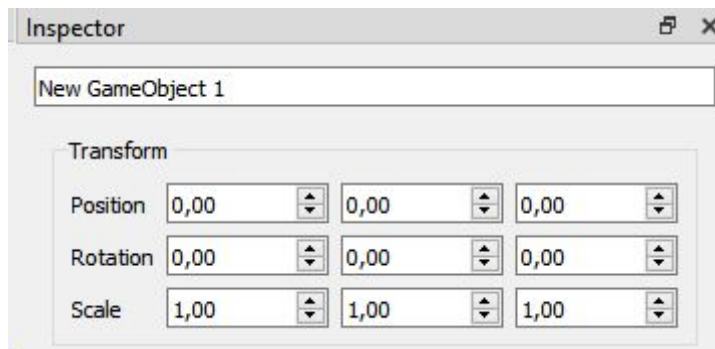 Inspector
New GameObject 1
Transform
Position 0,00 0,00 0,00
Rotation 0,00 0,00 0,00
Scale 1,00 1,00 1,00